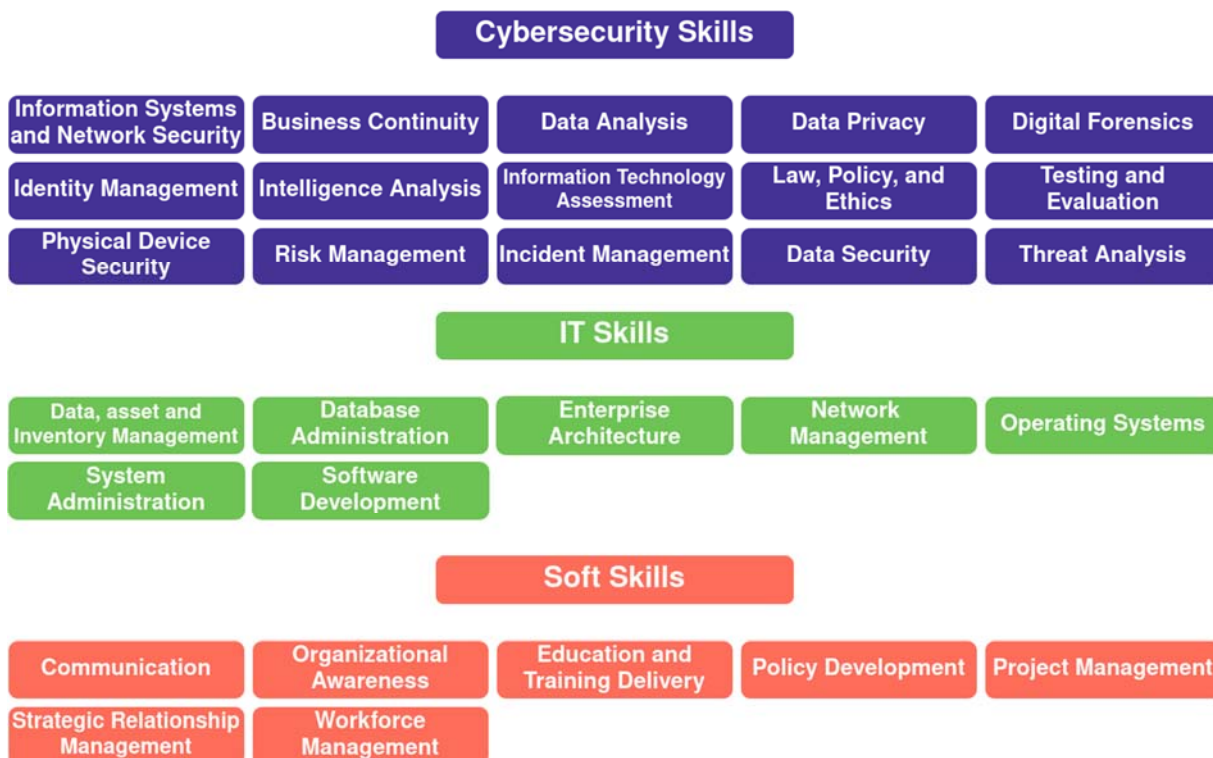 Cybersecurity Skills
Information Systems
and Network Security
Business Continuity
Data Analysis
Data Privacy
Digital Forensics
Identity Management
Intelligence Analysis
Information Technology
Assessment
Law, Policy, and
Ethics
Testing and
Evaluation
Physical Device
Security
Risk Management
Incident Management
Data Security
Threat Analysis
IT Skills
Data, asset and
Inventory Management
Database
Administration
Enterprise
Architecture
Network
Management
Operating Systems
System
Administration
Software
Development
Soft Skills
Communication
Organizational
Awareness
Education and
Training Delivery
Policy Development
Project Management
Strategic Relationship
Management
Workforce
Management